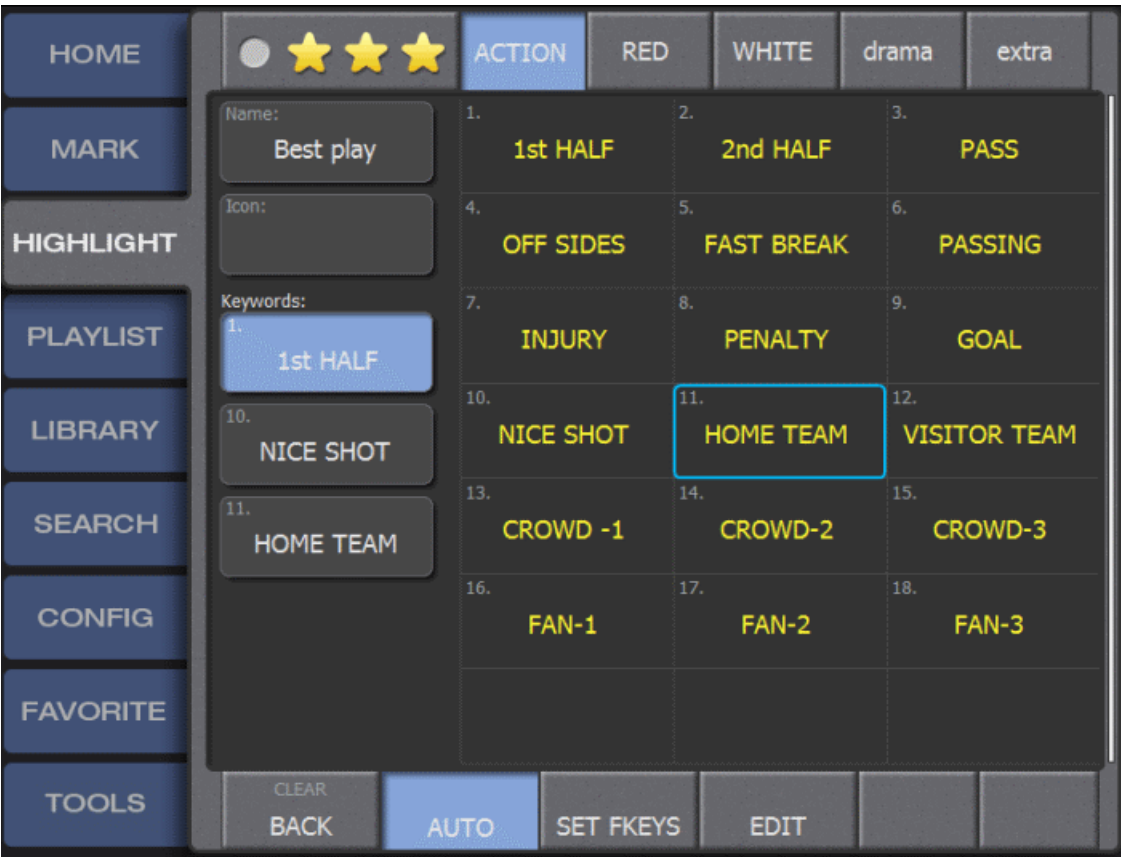 HOME
MARK
HIGHLIGHT
PLAYLIST
LIBRARY
SEARCH
CONFIG
FAVORITE
TOOLS
ACTION RED WHITE drama extra
Name:
Best play
Icon:
Keywords:
1.
1st HALF
10.
NICE SHOT
11.
HOME TEAM
1. 2. 3.
1st HALF 2nd HALF PASS
4. 5. 6.
OFF SIDES FAST BREAK PASSING
7. 8. 9.
INJURY PENALTY GOAL
10. 11. 12.
NICE SHOT HOME TEAM VISITOR TEAM
13. 14. 15.
CROWD -1 CROWD-2 CROWD-3
16. 17. 18.
FAN-1 FAN-2 FAN-3
CLEAR
BACK AUTO SET FKEYS EDIT